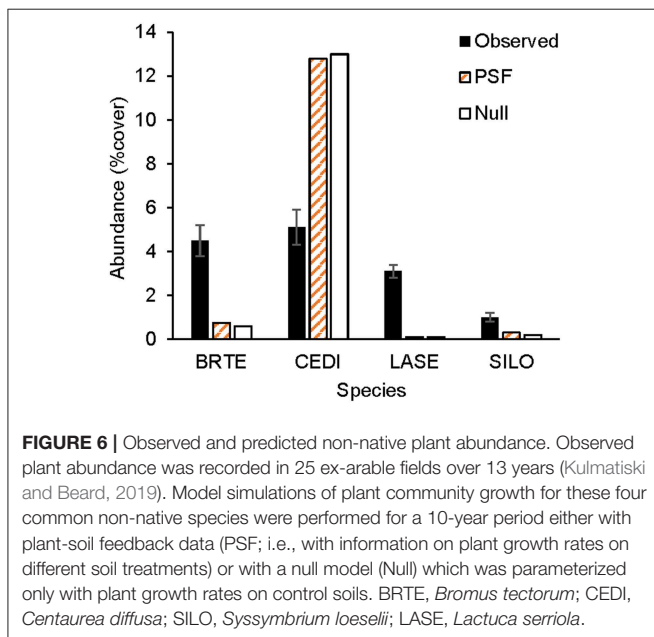 14
12
10
8
6
4
2
0
Abundance (%cover)
Observed
PSF
Null
BRTE CEDI LASE SILO
Species
FIGURE 6 | Observed and predicted non-native plant abundance. Observed
plant abundance was recorded in 25 ex-arable fields over 13 years (Kulmatiski
and Beard, 2019). Model simulations of plant community growth for these four
common non-native species were performed for a 10-year period either with
plant-soil feedback data (PSF; i.e., with information on plant growth rates on
different soil treatments) or with a null model (Null) which was parameterized
only with plant growth rates on control soils. BRTE, Bromus tectorum; CEDI,
Centaurea diffusa; SILO, Syssymbrium loeselii; LASE, Lactuca serriola.